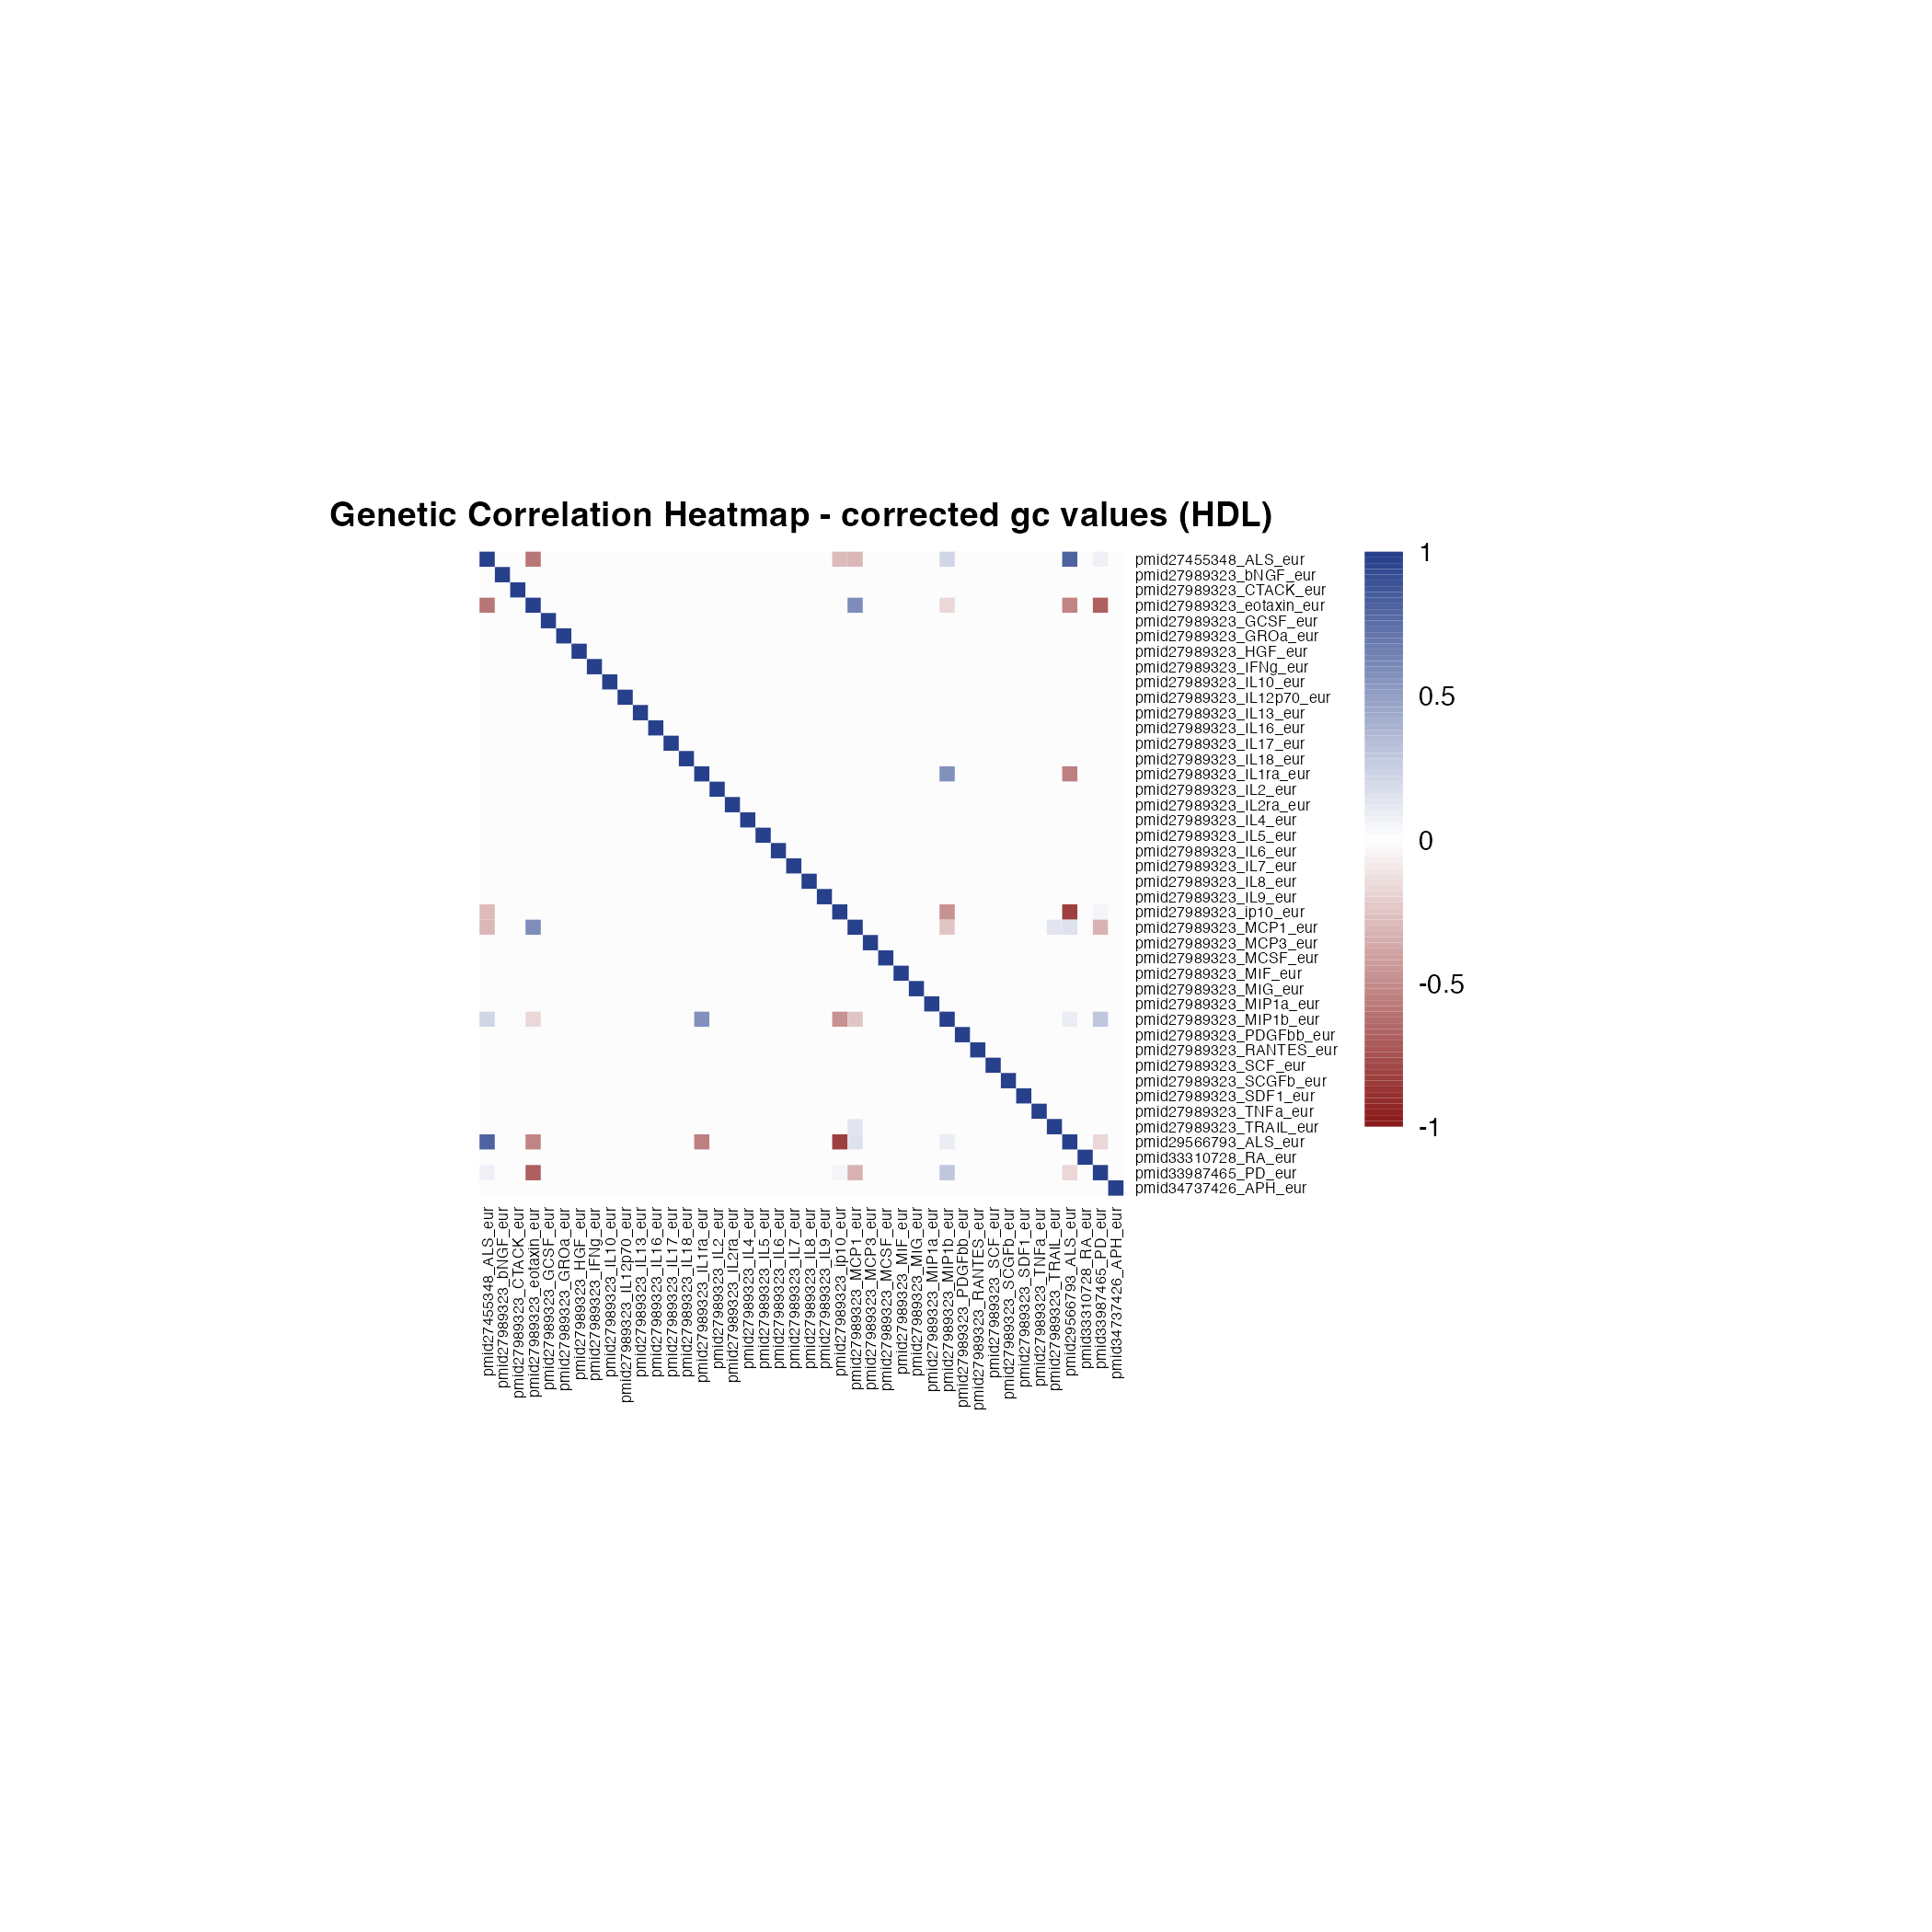 Genetic Correlation Heatmap - corrected gc values (HDL)
pmid27455348_ALS_eur
pmid27989323_bNGF_eur
pmid27989323_CTACK_eur
pmid27989323_eotaxin_eur
pmid27989323_GCSF_eur
pmid27989323_GROa_eur
pmid27989323_HGF_eur
pmid27989323_IFNg_eur
pmid27989323_IL10_eur
pmid27989323_IL12p70_eur
pmid27989323_IL13_eur
pmid27989323_IL16_eur
pmid27989323_IL17_eur
pmid27989323_IL18_eur
pmid27989323_IL1ra_eur
pmid27989323_IL2_eur
pmid27989323_IL2ra_eur
pmid27989323_IL4_eur
pmid27989323_IL5_eur
pmid27989323_IL6_eur
pmid27989323_IL7_eur
pmid27989323_IL8_eur
pmid27989323_IL9_eur
pmid27989323_ip10_eur
pmid27989323_MCP1_eur
pmid27989323_MCP3_eur
pmid27989323_MCSF_eur
pmid27989323_MIF_eur
pmid27989323_MIG_eur
pmid27989323_MIP1a_eur
pmid27989323_MIP1b_eur
pmid27989323_PDGFbb_eur
pmid27989323_RANTES_eur
pmid27989323_SCF_eur
pmid27989323_SCGFb_eur
pmid27989323_SDF1_eur
pmid27989323_TNFa_eur
pmid27989323_TRAIL_eur
pmid29566793_ALS_eur
pmid33310728_RA_eur
pmid33987465_PD_eur
pmid34737426_APH_eur
1
0.5
0
-0.5
-1
pmid27455348_ALS_eur
pmid27989323_bNGF_eur
pmid27989323_CTACK_eur
pmid27989323_eotaxin_eur
pmid27989323_GCSF_eur
pmid27989323_GROa_eur
pmid27989323_HGF_eur
pmid27989323_IFNg_eur
pmid27989323_IL10_eur
pmid27989323_IL12p70_eur
pmid27989323_IL13_eur
pmid27989323_IL16_eur
pmid27989323_IL17_eur
pmid27989323_IL18_eur
pmid27989323_IL1ra_eur
pmid27989323_IL2_eur
pmid27989323_IL2ra_eur
pmid27989323_IL4_eur
pmid27989323_IL5_eur
pmid27989323_IL6_eur
pmid27989323_IL7_eur
pmid27989323_IL8_eur
pmid27989323_IL9_eur
pmid27989323_ip10_eur
pmid27989323_MCP1_eur
pmid27989323_MCP3_eur
pmid27989323_MCSF_eur
pmid27989323_MIF_eur
pmid27989323_MIG_eur
pmid27989323_MIP1a_eur
pmid27989323_MIP1b_eur
pmid27989323_PDGFbb_eur
pmid27989323_RANTES_eur
pmid27989323_SCF_eur
pmid27989323_SCGFb_eur
pmid27989323_SDF1_eur
pmid27989323_TNFa_eur
pmid27989323_TRAIL_eur
pmid29566793_ALS_eur
pmid33310728_RA_eur
pmid33987465_PD_eur
pmid34737426_APH_eur